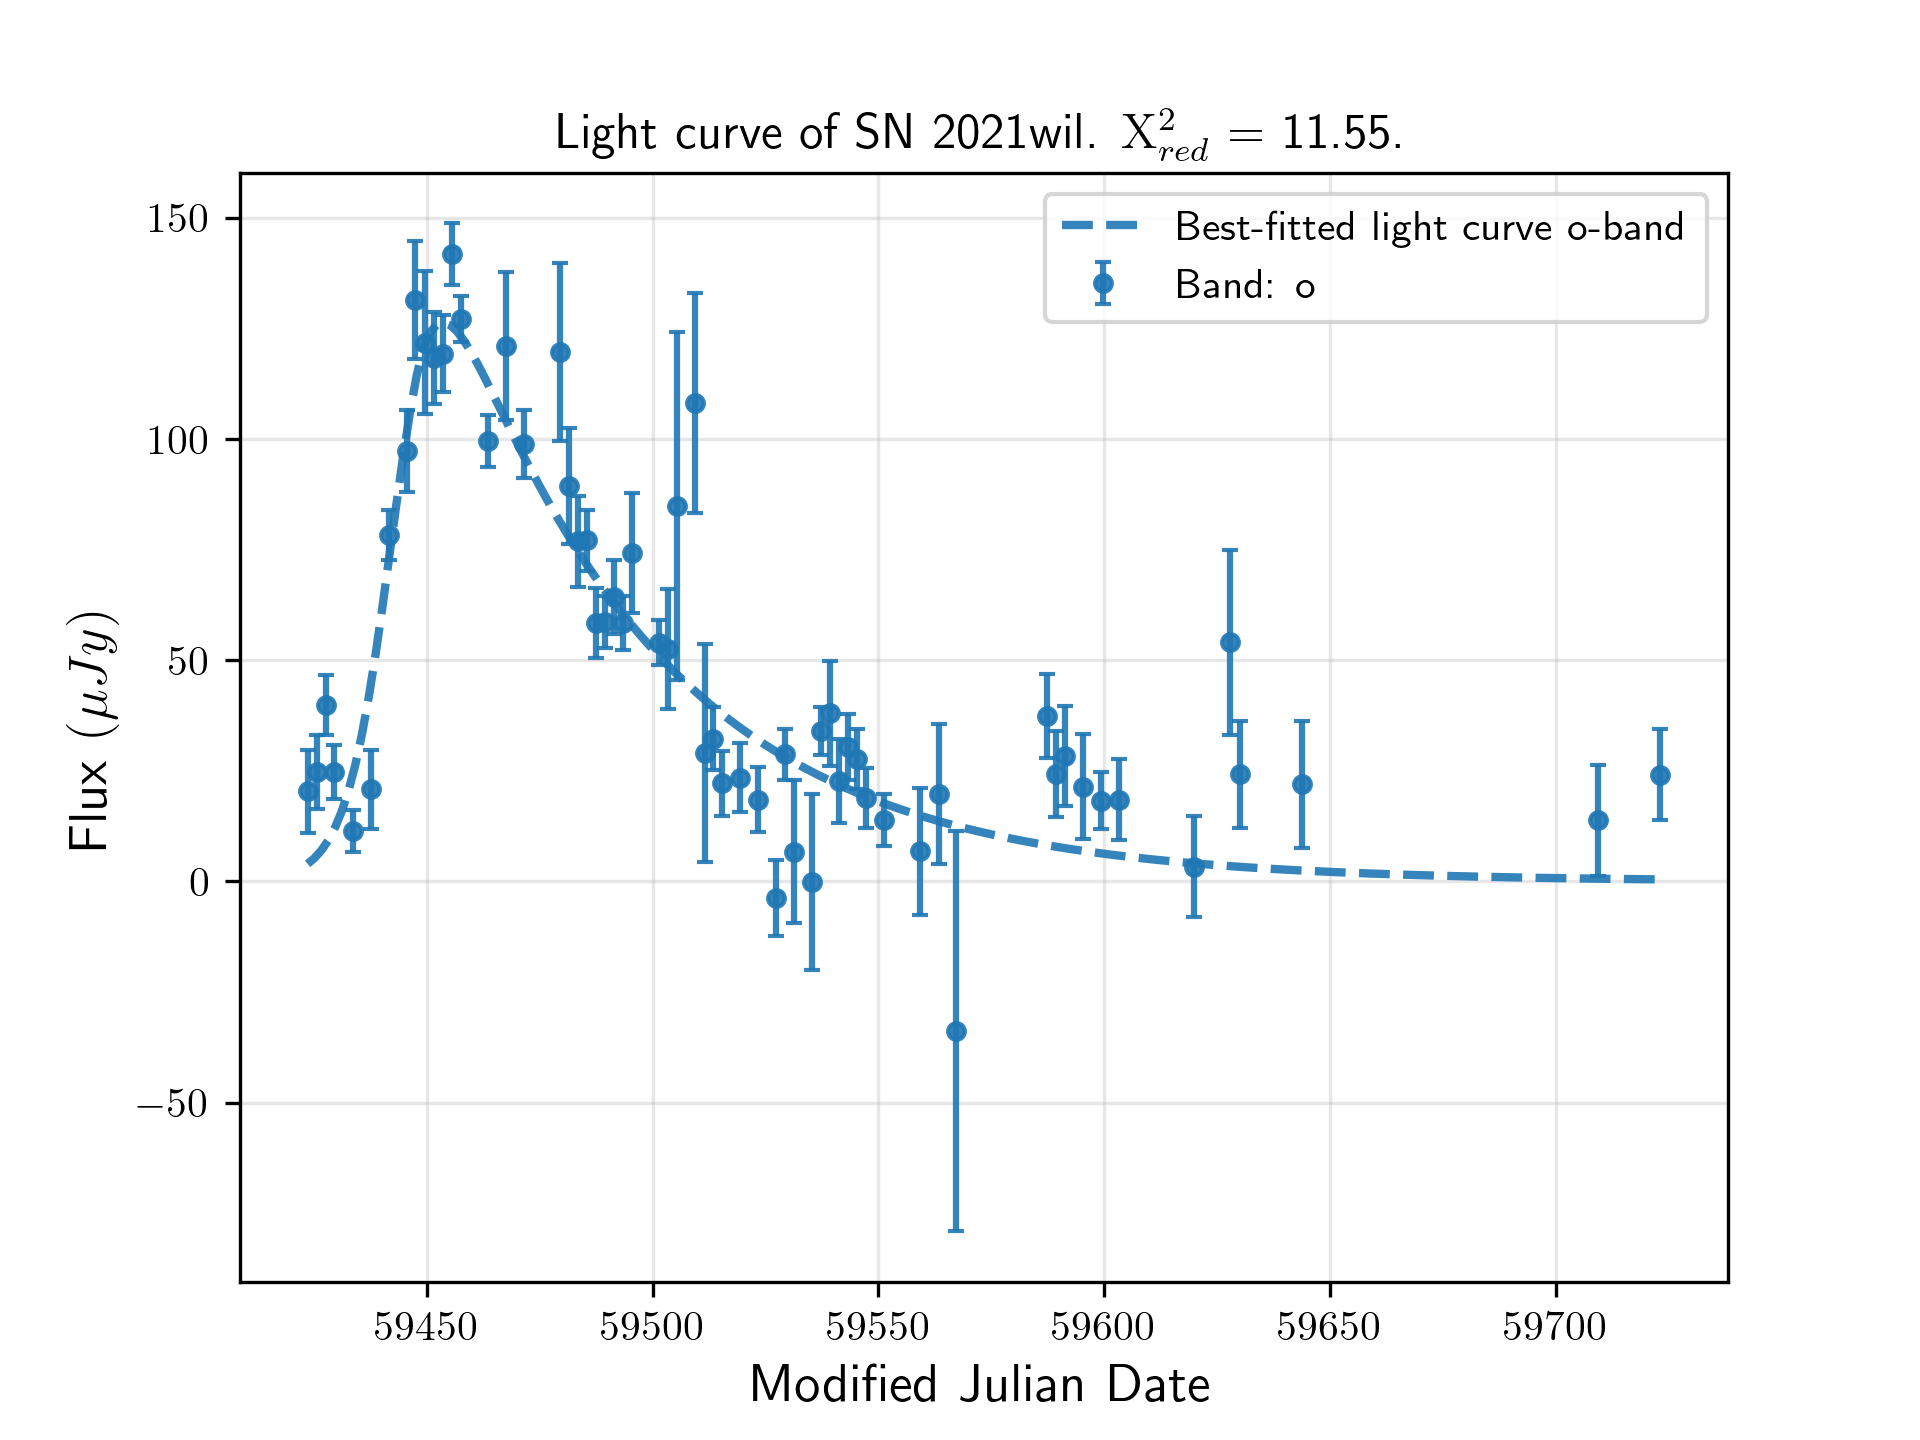 Light curve of SN 2021wil. X²_red = 11.55.
Best-fitted light curve o-band
Band: o
150
100
50
0
−50
Flux (μJy)
59450 59500 59550 59600 59650 59700
Modified Julian Date